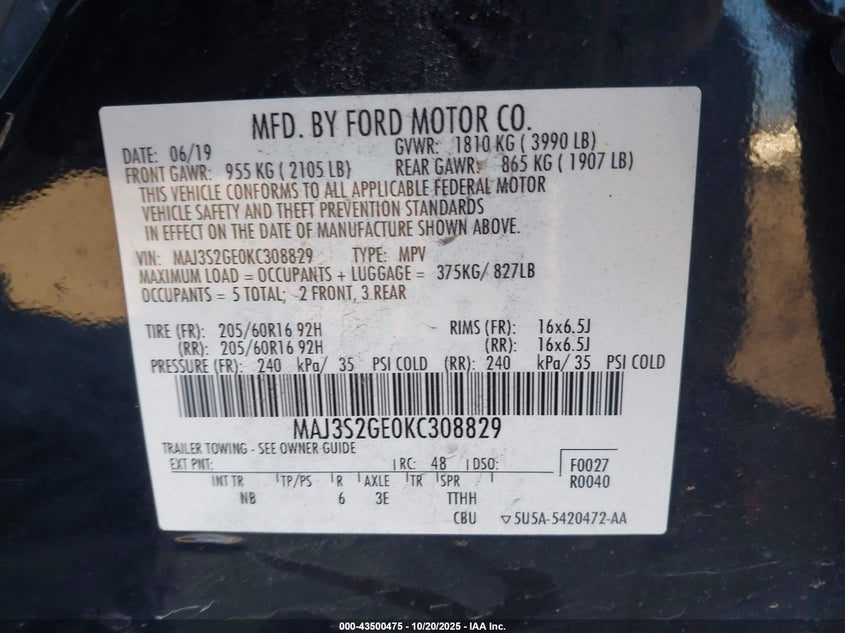 MFD. BY FORD MOTOR CO.
DATE: 06/19 GVWR: 1810 KG ( 3990 LB)
FRONT GAWR: 955 KG ( 2105 LB) REAR GAWR: 865 KG ( 1907 LB)
THIS VEHICLE CONFORMS TO ALL APPLICABLE FEDERAL MOTOR
VEHICLE SAFETY AND THEFT PREVENTION STANDARDS
IN EFFECT ON THE DATE OF MANUFACTURE SHOWN ABOVE.
VIN: MAJ3S2GE0KC308829 TYPE: MPV
MAXIMUM LOAD = OCCUPANTS + LUGGAGE = 375KG/ 827LB
OCCUPANTS = 5 TOTAL; 2 FRONT, 3 REAR
TIRE (FR): 205/60R16 92H RIMS (FR): 16x6.5J
(RR): 205/60R16 92H (RR): 16x6.5J
PRESSURE (FR): 240 kPa/ 35 PSI COLD (RR): 240 kPa/ 35 PSI COLD
MAJ3S2GE0KC308829
TRAILER TOWING - SEE OWNER GUIDE
EXT PNT: RC: 48 DSO: F0027
INT TR TP/PS R AXLE TR SPR R0040
NB 6 3E TTHH
CBU ▽5U5A-5420472-AA
000-43500475 - 10/20/2025 - IAA Inc.